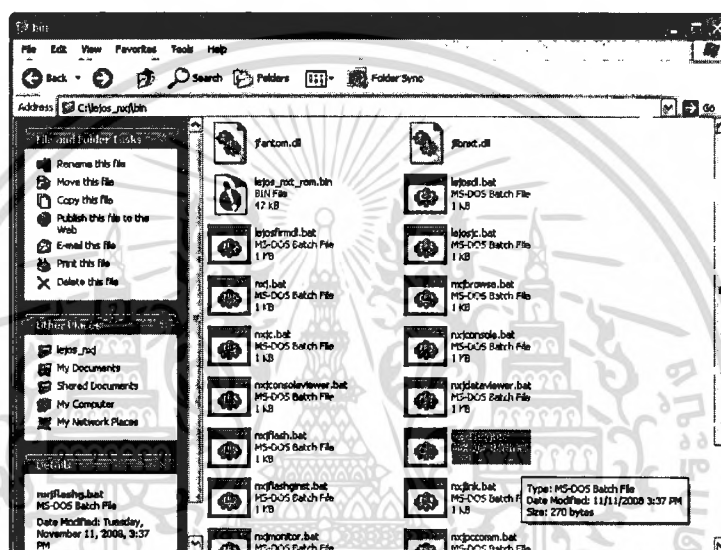 bin
File Edit View Favorites Tools Help
Back Search Folders Folder Sync
Address C:\lejos_nxj\bin Go
File and Folder Tasks
Rename this file
Move this file
Copy this file
Publish this file to the Web
E-mail this file
Print this file
Delete this file
Other Places
lejos_nxj
My Documents
Shared Documents
My Computer
My Network Places
Details
nxjflashg.bat
MS-DOS Batch File
Date Modified: Tuesday, November 11, 2008, 3:37 PM
jfantom.dll
jlibnxt.dll
lejos_nxt_rom.bin
BIN File
47 kB
lejosdl.bat
MS-DOS Batch File
1 KB
lejosfirmdl.bat
MS-DOS Batch File
1 KB
lejosjc.bat
MS-DOS Batch File
1 KB
nxj.bat
MS-DOS Batch File
1 KB
nxjbrowse.bat
MS-DOS Batch File
1 KB
nxjc.bat
MS-DOS Batch File
1 KB
nxjconsole.bat
MS-DOS Batch File
1 KB
nxjconsoleviewer.bat
MS-DOS Batch File
1 KB
nxjdataviewer.bat
MS-DOS Batch File
1 KB
nxjflash.bat
MS-DOS Batch File
1 KB
nxjflashginst.bat
MS-DOS Batch File
1 KB
nxjlink.bat
MS-DOS Batch F
1 KB
Type: MS-DOS Batch File
Date Modified: 11/11/2008 3:37 PM
Size: 270 bytes
nxjmonitor.bat
MS-DOS Batch File
nxjpccomm.bat
MS-DOS Batch File